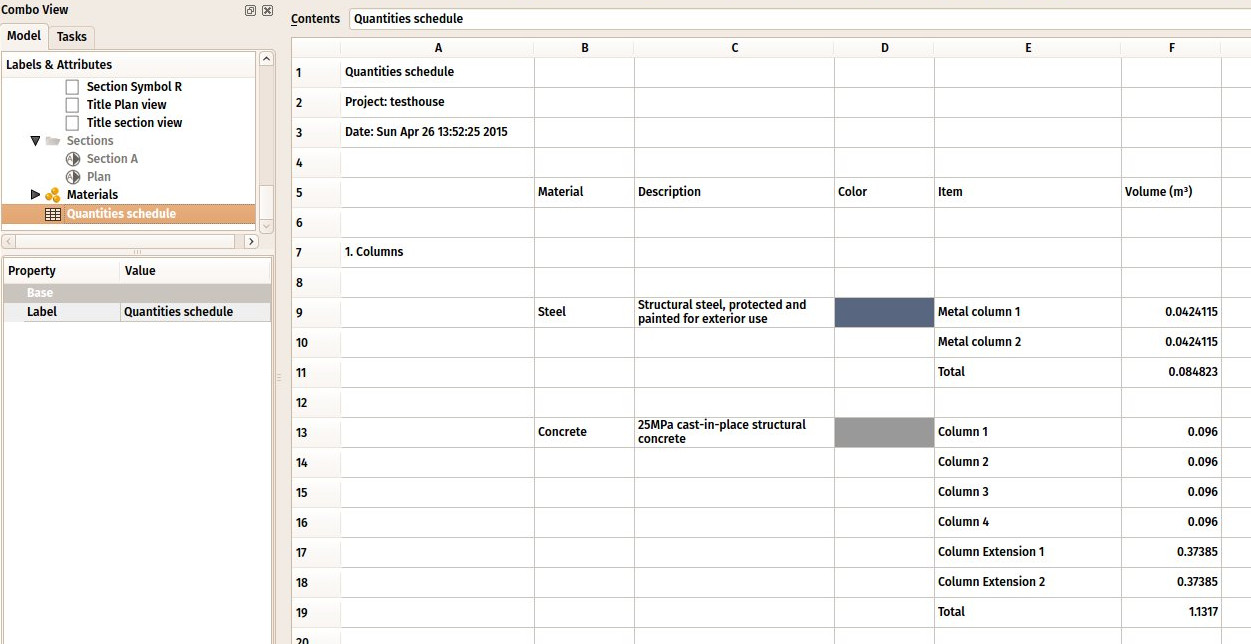 Combo View
Model Tasks
Labels & Attributes
Section Symbol R
Title Plan view
Title section view
Sections
Section A
Plan
Materials
Quantities schedule
Property Value
Base
Label Quantities schedule
Contents Quantities schedule
A B C D E F
1 Quantities schedule
2 Project: testhouse
3 Date: Sun Apr 26 13:52:25 2015
4
5 Material Description Color Item Volume (m³)
6
7 1. Columns
8
9 Steel Structural steel, protected and
painted for exterior use Metal column 1 0.0424115
10 Metal column 2 0.0424115
11 Total 0.084823
12
13 Concrete 25MPa cast-in-place structural
concrete Column 1 0.096
14 Column 2 0.096
15 Column 3 0.096
16 Column 4 0.096
17 Column Extension 1 0.37385
18 Column Extension 2 0.37385
19 Total 1.1317
20